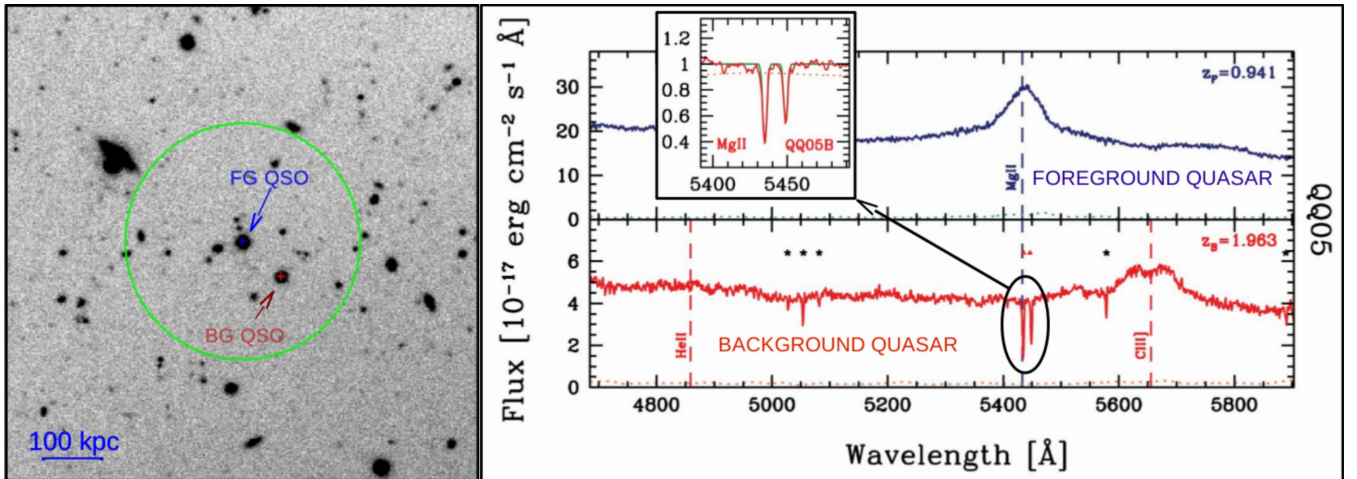 FG QSO
BG QSO
100 kpc
Flux [10⁻¹⁷ erg cm⁻² s⁻¹ Å]
30
20
10
0
z_F=0.941
MgII
FOREGROUND QUASAR
1.2
1
0.8
0.6
0.4
MgII
QQ05B
5400
5450
6
4
2
0
z_B=1.963
HeII
BACKGROUND QUASAR
CIII]
4800
5000
5200
5400
5600
5800
Wavelength [Å]
QQ05